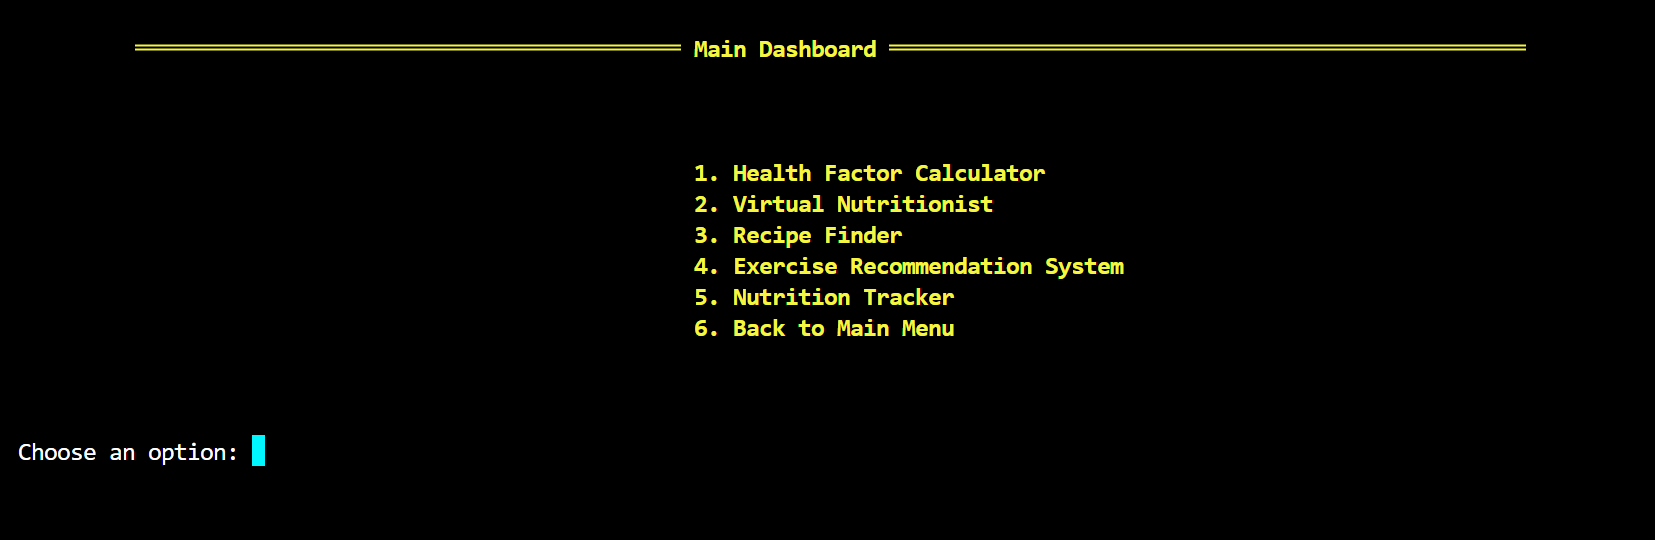 Main Dashboard
1. Health Factor Calculator
2. Virtual Nutritionist
3. Recipe Finder
4. Exercise Recommendation System
5. Nutrition Tracker
6. Back to Main Menu
Choose an option: